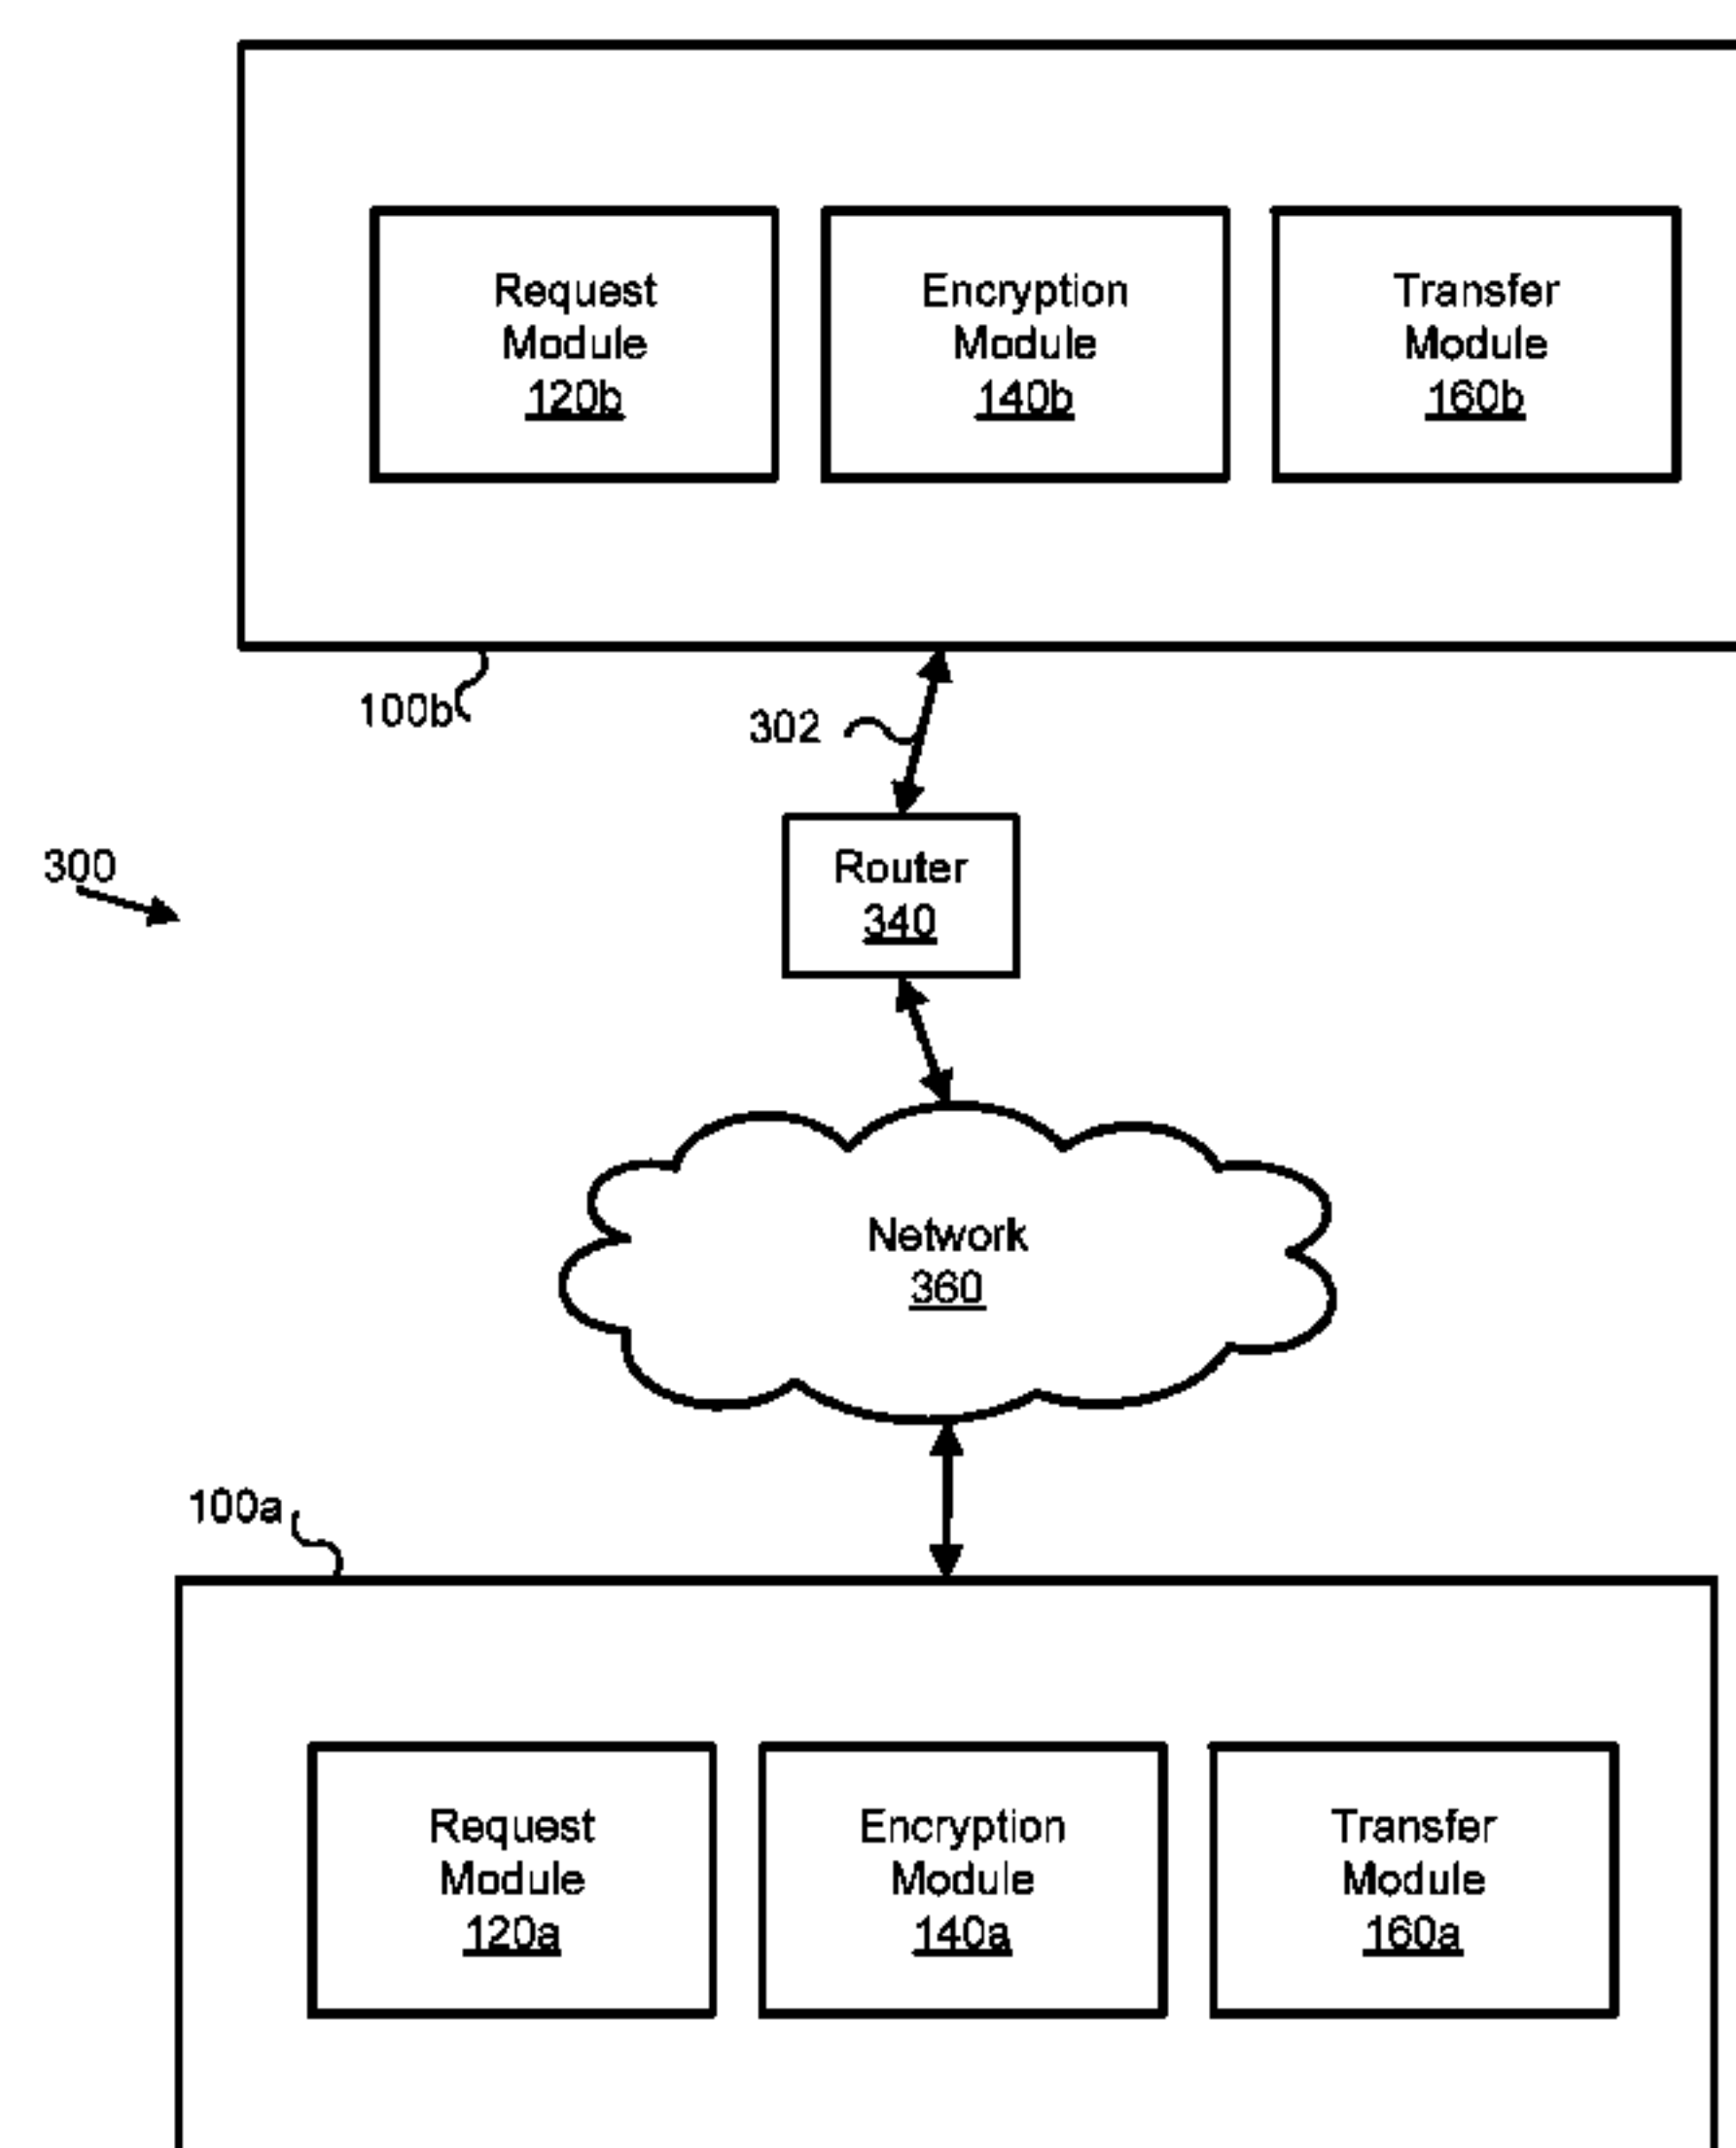 Request
Module
120b
Encryption
Module
140b
Transfer
Module
160b
100b
302
300
Router
340
Network
360
100a
Request
Module
120a
Encryption
Module
140a
Transfer
Module
160a